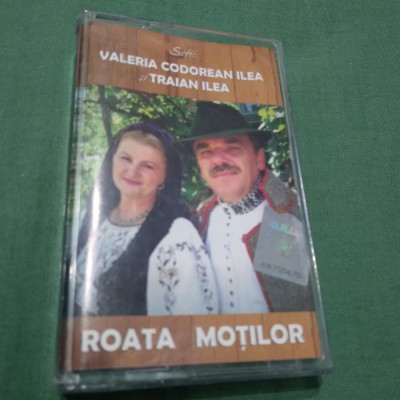 Soții
VALERIA CODOREAN ILEA
și TRAIAN ILEA
ROATA MOȚILOR